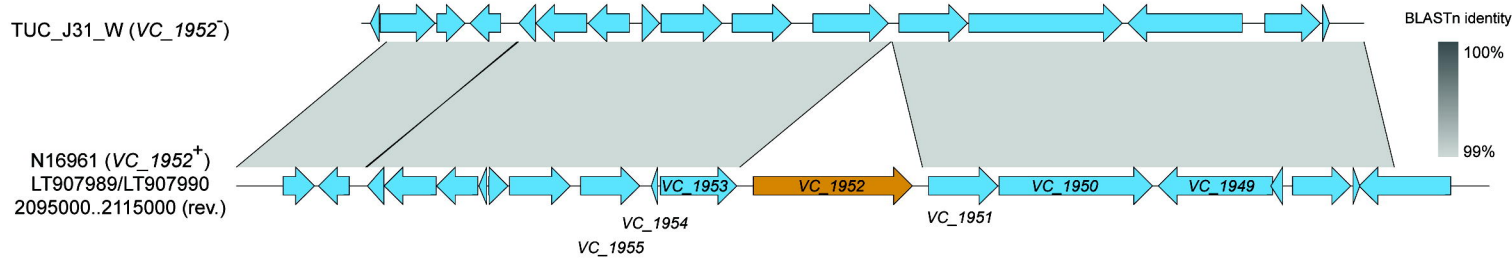 TUC_J31_W (VC_1952⁻)
BLASTn identity
100%
99%
N16961 (VC_1952⁺)
LT907989/LT907990
2095000..2115000 (rev.)
VC_1953
VC_1952
VC_1950
VC_1949
VC_1951
VC_1954
VC_1955